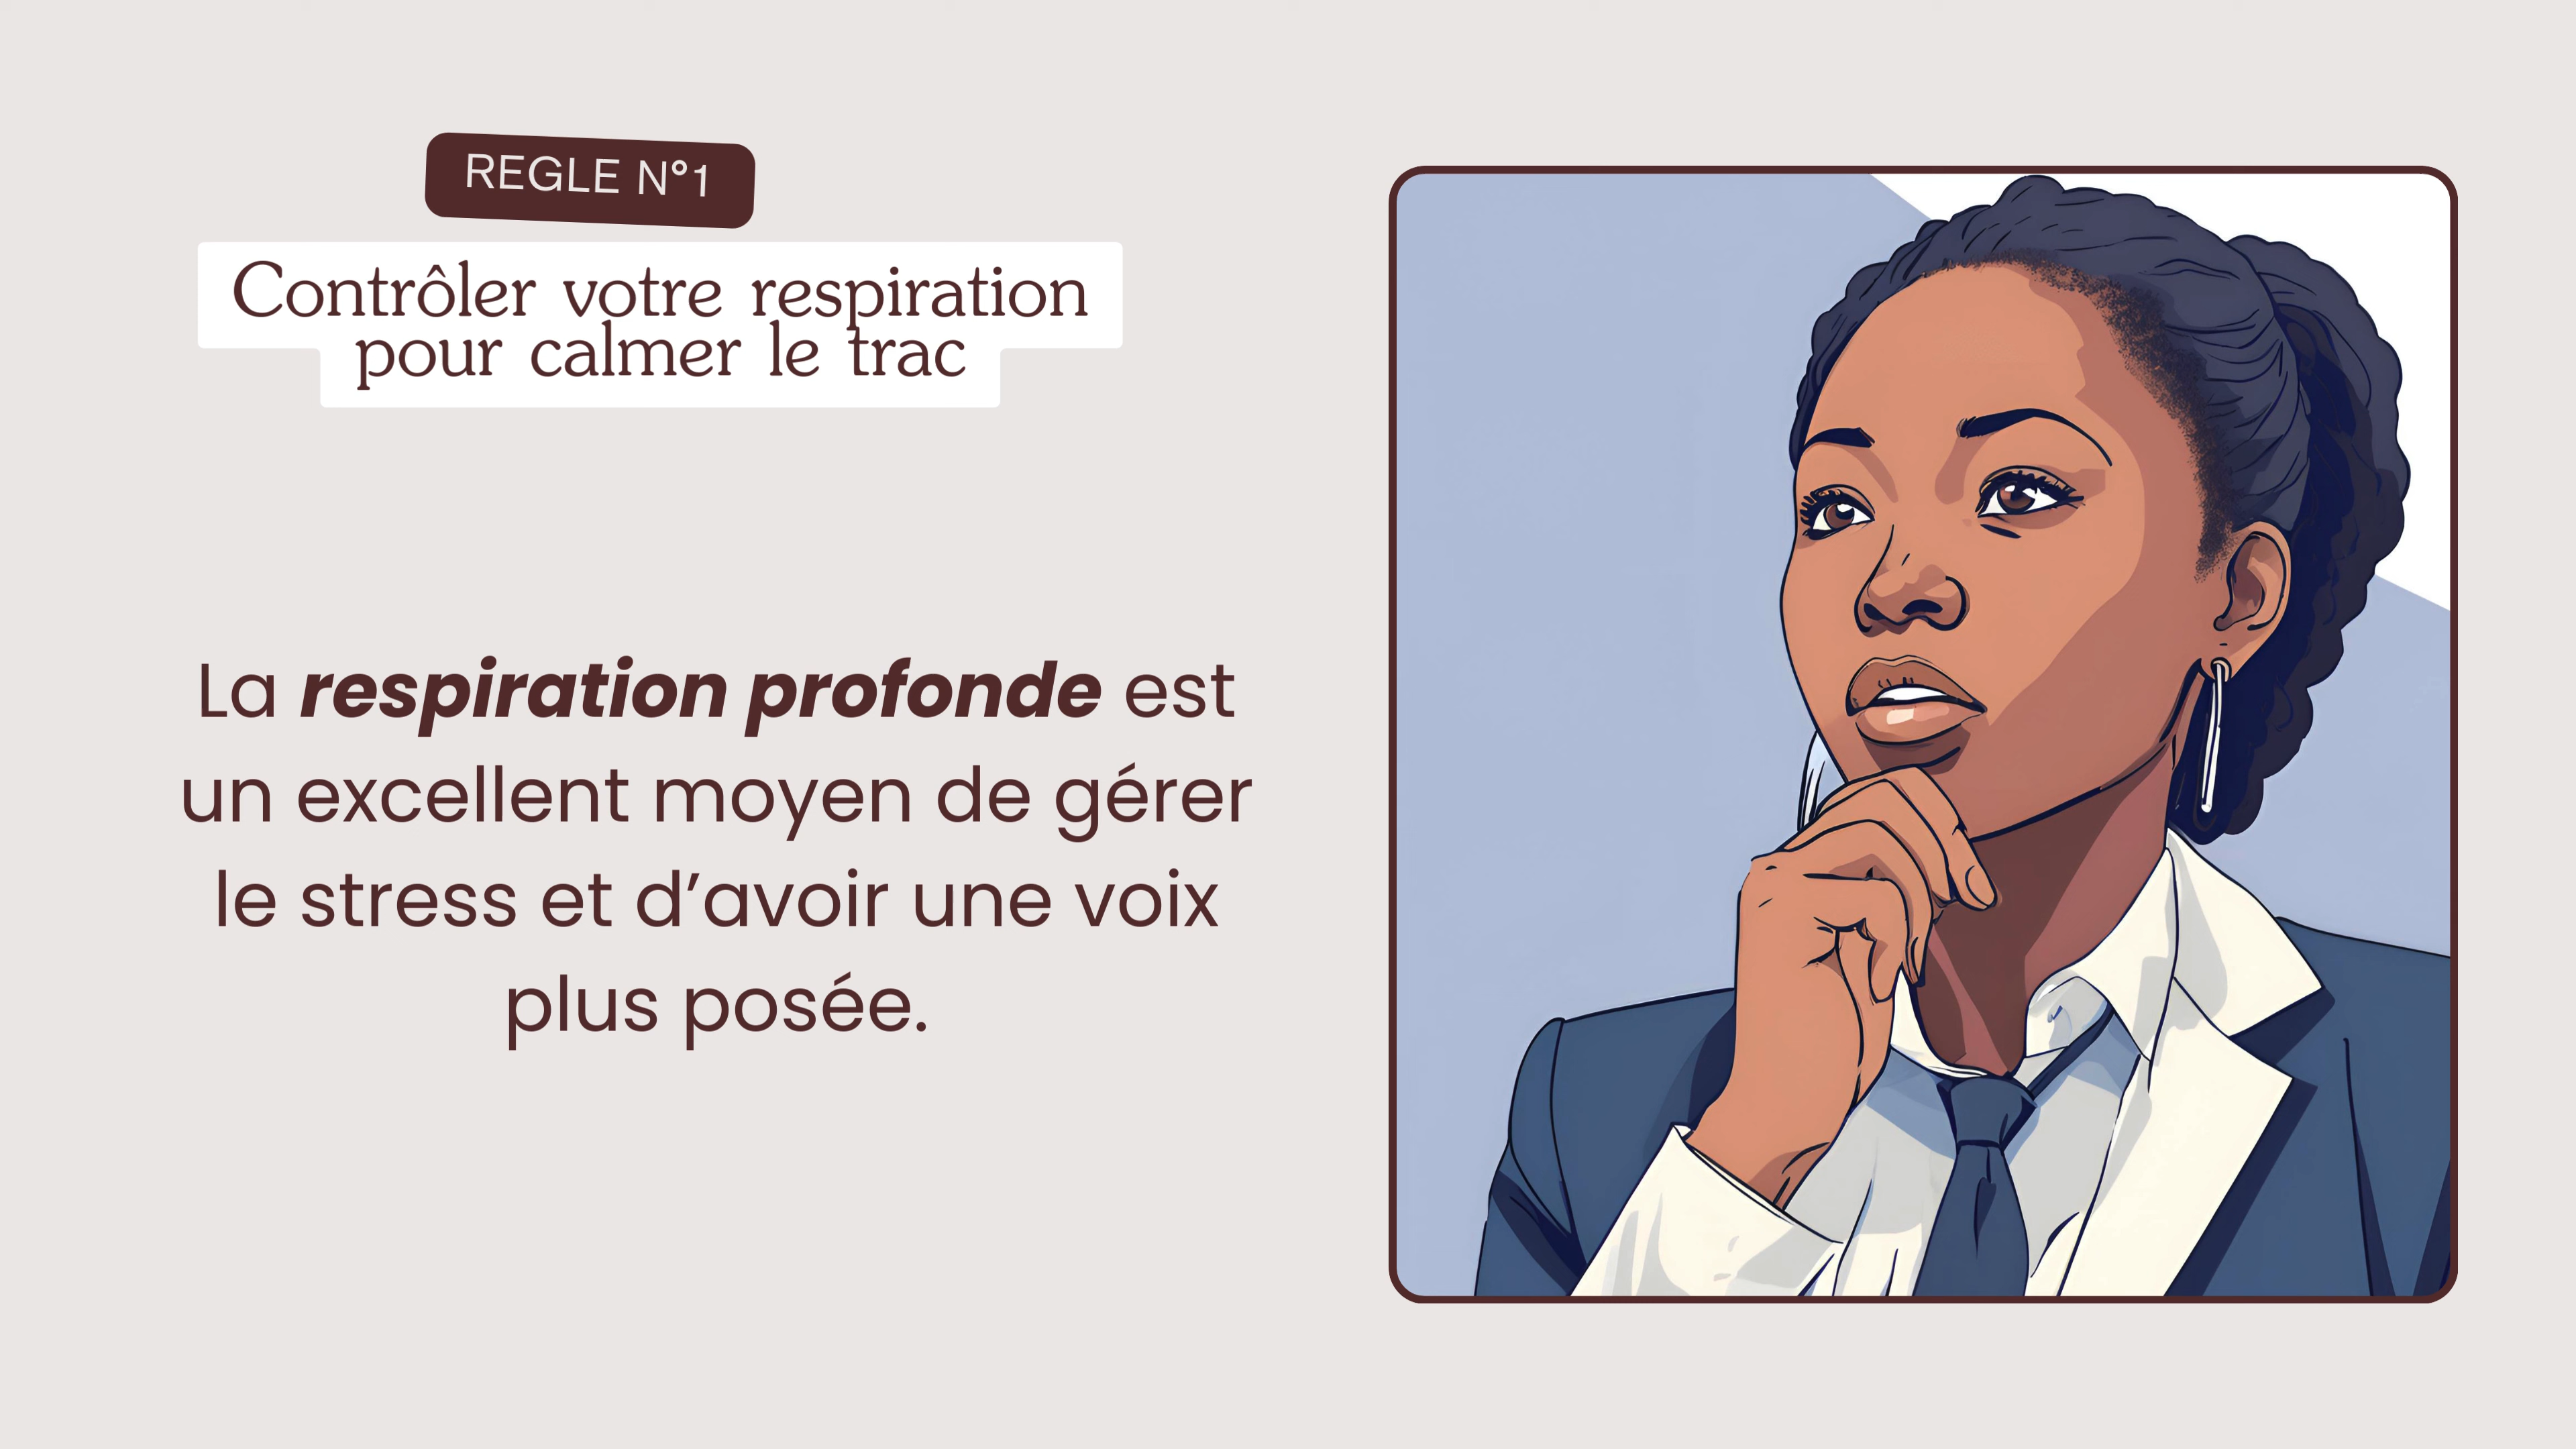 REGLE N°1
Contrôler votre respiration
pour calmer le trac
La respiration profonde est
un excellent moyen de gérer
le stress et d’avoir une voix
plus posée.